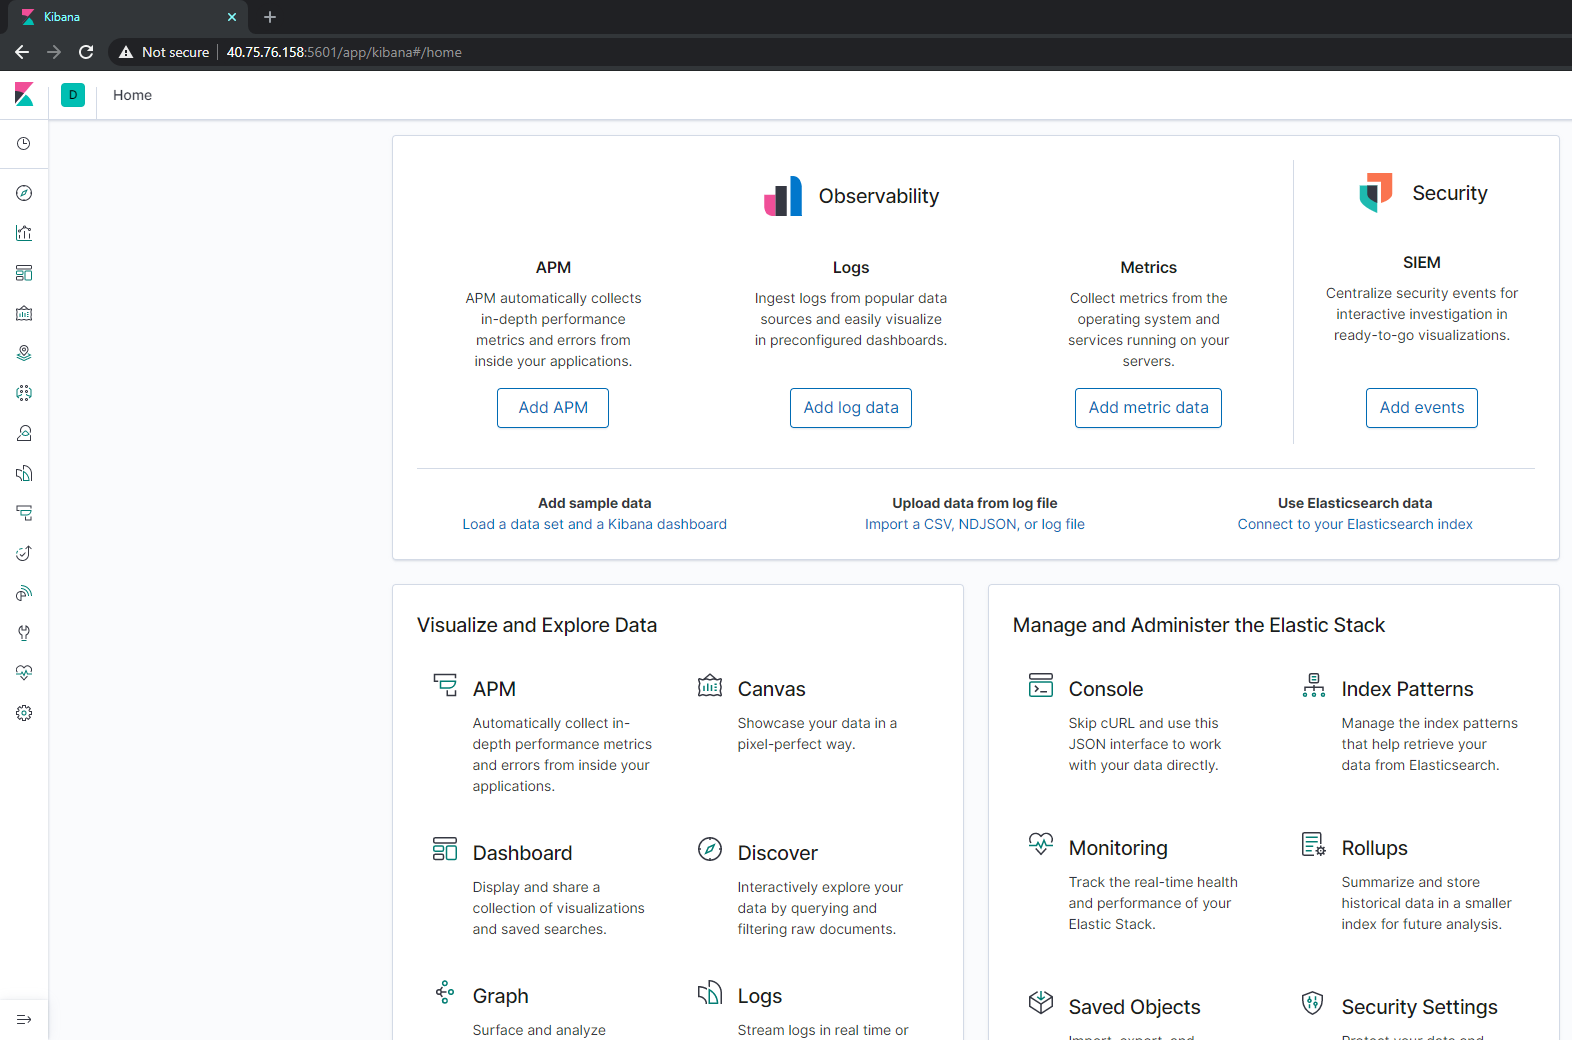 Kibana
Not secure
40.75.76.158:5601/app/kibana#/home
D
Home
Observability
Security
APM
APM automatically collects
in-depth performance
metrics and errors from
inside your applications.
Add APM
Logs
Ingest logs from popular data
sources and easily visualize
in preconfigured dashboards.
Add log data
Metrics
Collect metrics from the
operating system and
services running on your
servers.
Add metric data
SIEM
Centralize security events for
interactive investigation in
ready-to-go visualizations.
Add events
Add sample data
Load a data set and a Kibana dashboard
Upload data from log file
Import a CSV, NDJSON, or log file
Use Elasticsearch data
Connect to your Elasticsearch index
Visualize and Explore Data
APM
Automatically collect in-
depth performance metrics
and errors from inside your
applications.
Canvas
Showcase your data in a
pixel-perfect way.
Dashboard
Display and share a
collection of visualizations
and saved searches.
Discover
Interactively explore your
data by querying and
filtering raw documents.
Graph
Surface and analyze
Logs
Stream logs in real time or
Manage and Administer the Elastic Stack
Console
Skip cURL and use this
JSON interface to work
with your data directly.
Index Patterns
Manage the index patterns
that help retrieve your
data from Elasticsearch.
Monitoring
Track the real-time health
and performance of your
Elastic Stack.
Rollups
Summarize and store
historical data in a smaller
index for future analysis.
Saved Objects
Import, export, and
Security Settings
Protect your data and